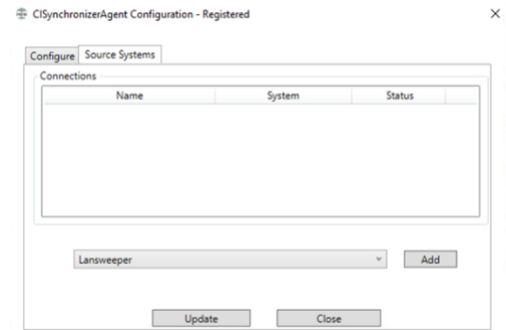 CISynchronizerAgent Configuration - Registered
Configure Source Systems
Connections
Name System Status
Lansweeper Add
Update Close